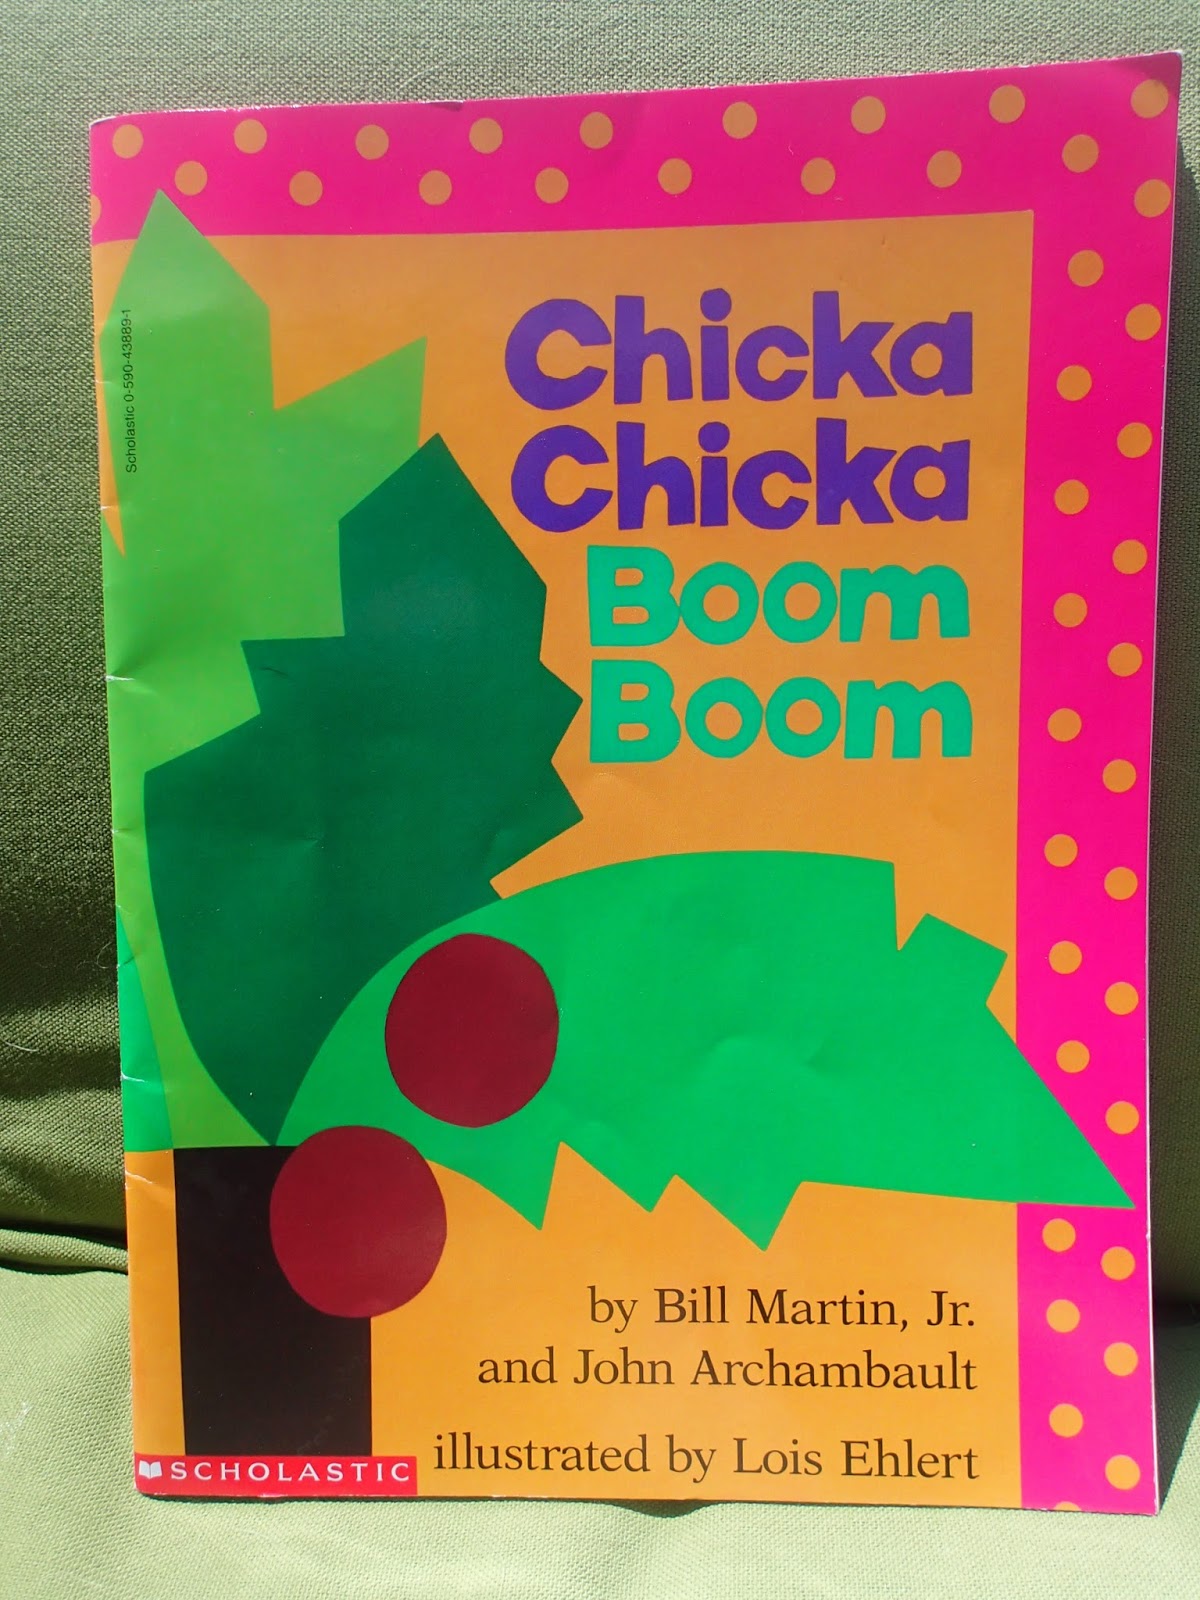 Scholastic 0-590-43889-1
Chicka
Chicka
Boom
Boom
by Bill Martin, Jr.
and John Archambault
illustrated by Lois Ehlert
SCHOLASTIC